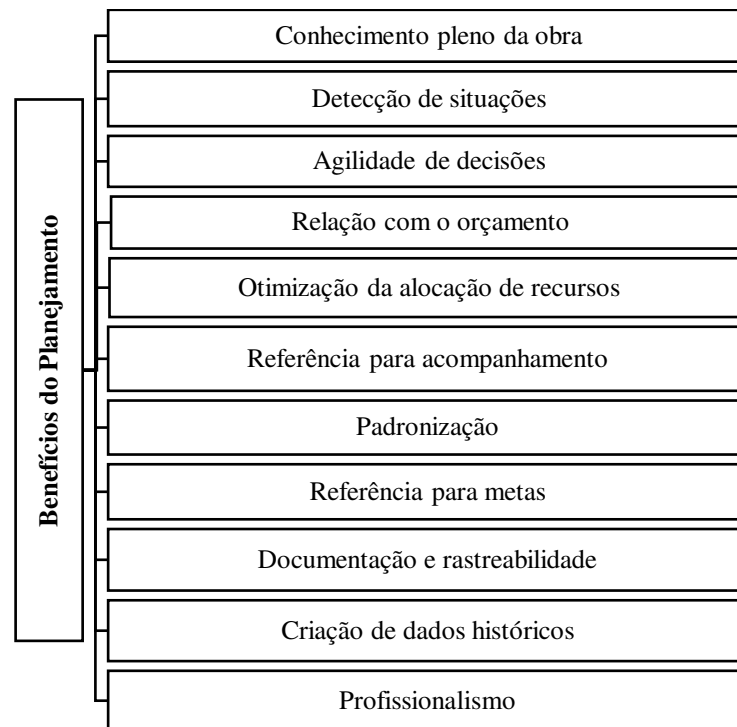 Benefícios do Planejamento
Conhecimento pleno da obra
Detecção de situações
Agilidade de decisões
Relação com o orçamento
Otimização da alocação de recursos
Referência para acompanhamento
Padronização
Referência para metas
Documentação e rastreabilidade
Criação de dados históricos
Profissionalismo